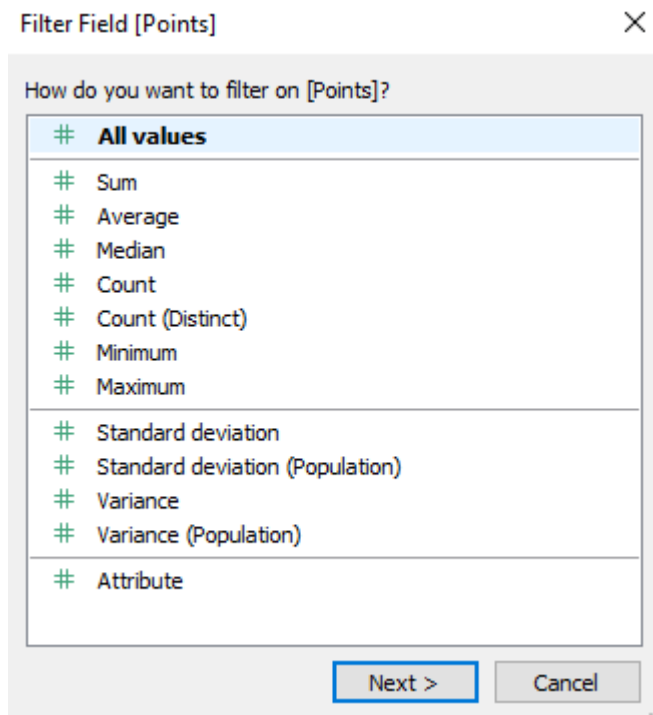 Filter Field [Points]
How do you want to filter on [Points]?
# All values
# Sum
# Average
# Median
# Count
# Count (Distinct)
# Minimum
# Maximum
# Standard deviation
# Standard deviation (Population)
# Variance
# Variance (Population)
# Attribute
Next > Cancel